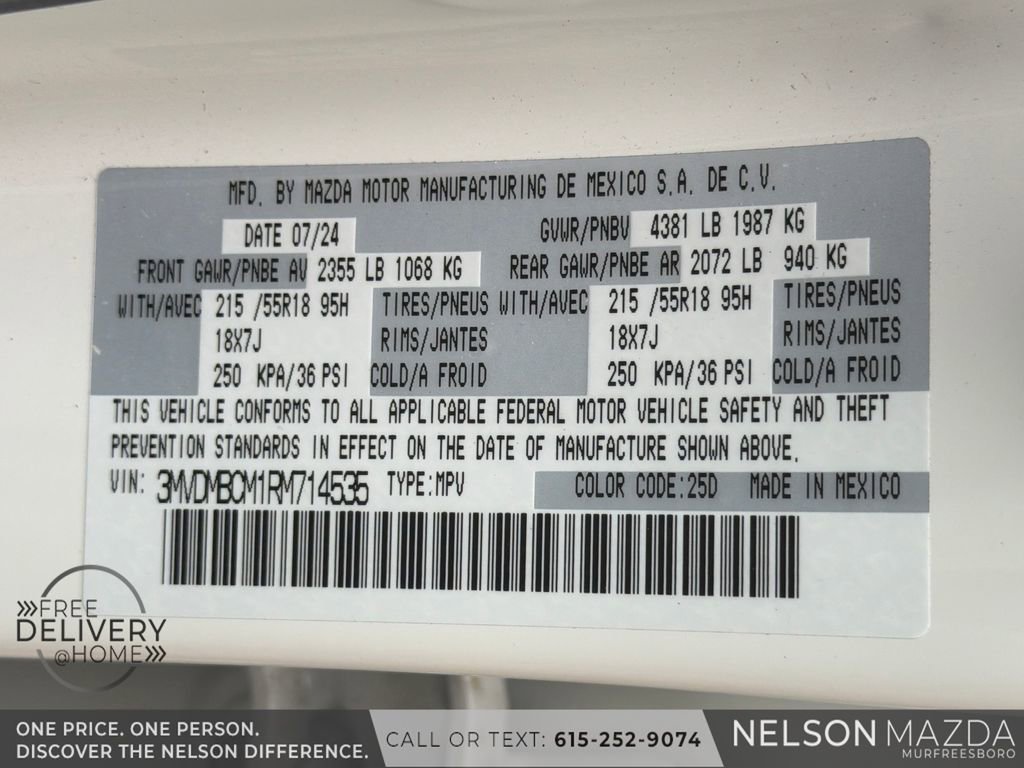 MFD. BY MAZDA MOTOR MANUFACTURING DE MEXICO S.A. DE C.V.
DATE 07/24 GVWR/PNBV 4381 LB 1987 KG
FRONT GAWR/PNBE AV 2355 LB 1068 KG REAR GAWR/PNBE AR 2072 LB 940 KG
WITH/AVEC 215 /55R18 95H TIRES/PNEUS WITH/AVEC 215 /55R18 95H TIRES/PNEUS
18X7J RIMS/JANTES 18X7J RIMS/JANTES
250 KPA/36 PSI COLD/A FROID 250 KPA/36 PSI COLD/A FROID
THIS VEHICLE CONFORMS TO ALL APPLICABLE FEDERAL MOTOR VEHICLE SAFETY AND THEFT
PREVENTION STANDARDS IN EFFECT ON THE DATE OF MANUFACTURE SHOWN ABOVE.
VIN: 3MVDMBCM1RM714535 TYPE:MPV COLOR CODE:25D MADE IN MEXICO
FREE
DELIVERY
@HOME
ONE PRICE. ONE PERSON.
DISCOVER THE NELSON DIFFERENCE.
CALL OR TEXT: 615-252-9074
NELSON MAZDA
MURFREESBORO